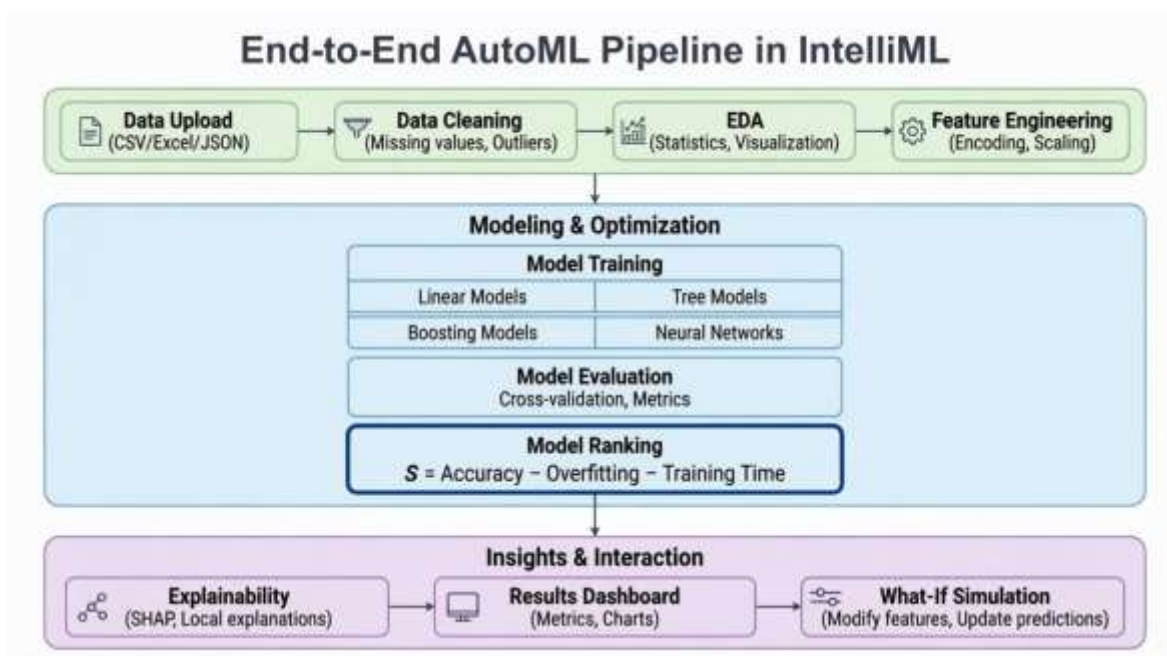 End-to-End AutoML Pipeline in IntelliML
Data Upload
(CSV/Excel/JSON)
Data Cleaning
(Missing values, Outliers)
EDA
(Statistics, Visualization)
Feature Engineering
(Encoding, Scaling)
Modeling & Optimization
Model Training
Linear Models
Tree Models
Boosting Models
Neural Networks
Model Evaluation
Cross-validation, Metrics
Model Ranking
S = Accuracy − Overfitting − Training Time
Insights & Interaction
Explainability
(SHAP, Local explanations)
Results Dashboard
(Metrics, Charts)
What-If Simulation
(Modify features, Update predictions)